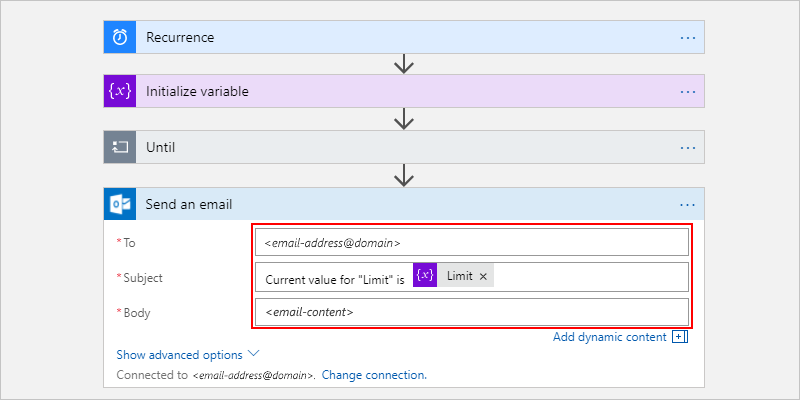 Recurrence ...
{x} Initialize variable ...
Until ...
Send an email ...
*To <email-address@domain>
*Subject Current value for "Limit" is {x} Limit ×
*Body <email-content>
Add dynamic content
Show advanced options
Connected to <email-address@domain>. Change connection.